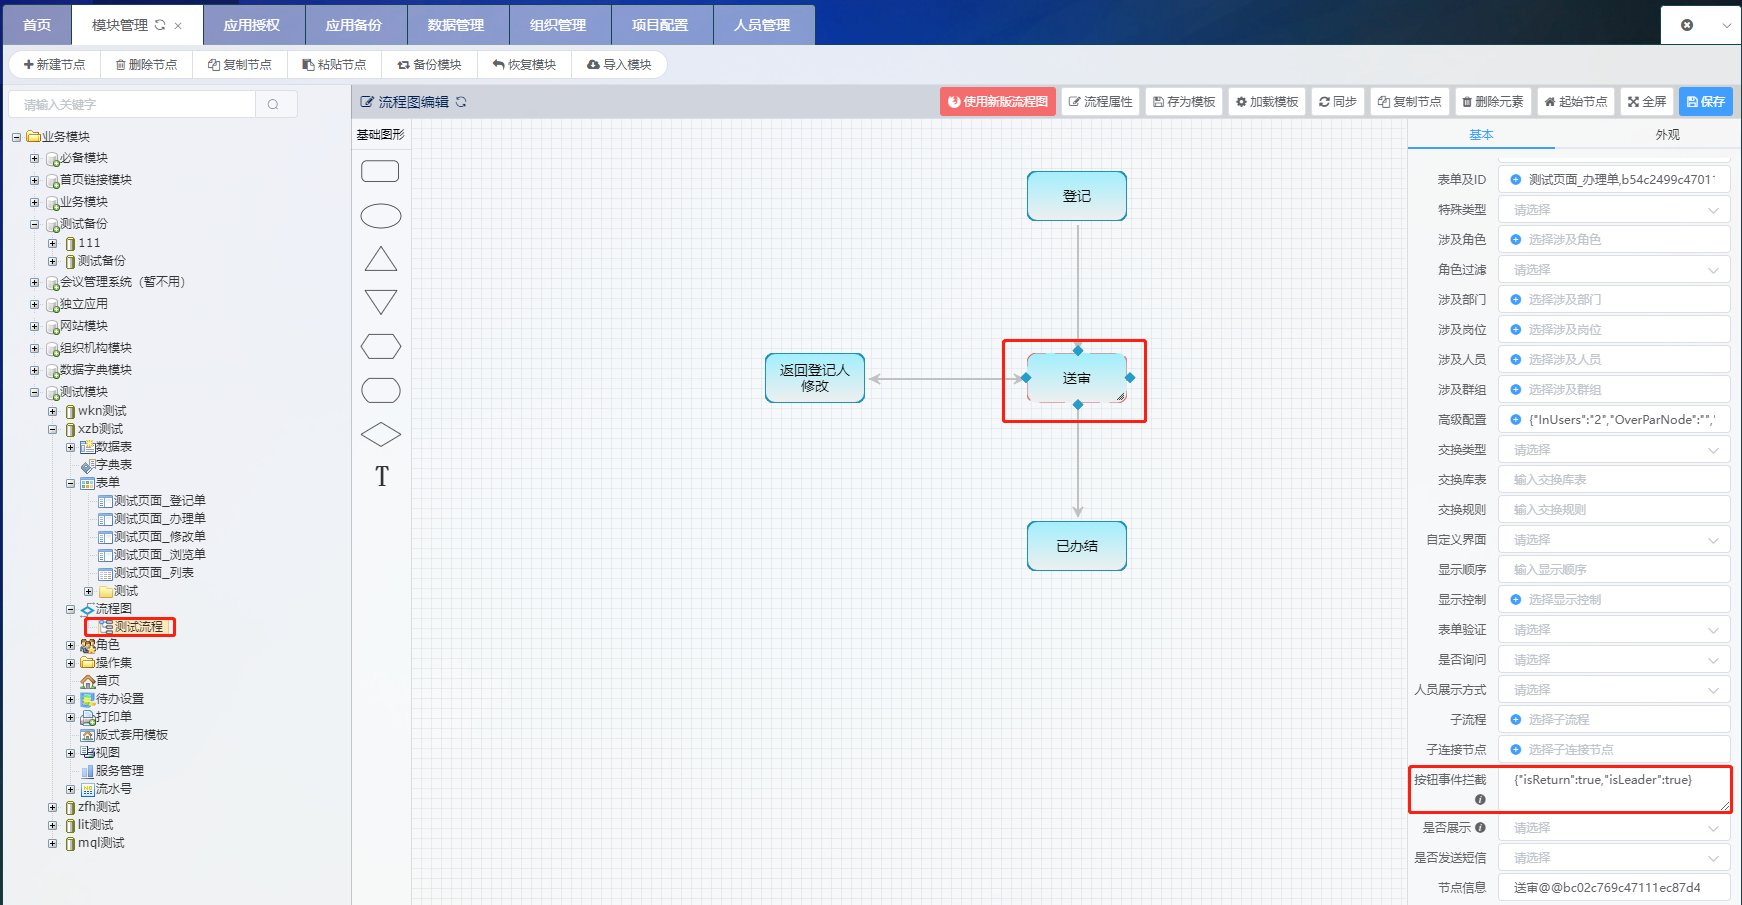 首页
模块管理
应用授权
应用备份
数据管理
组织管理
项目配置
人员管理
新建节点
删除节点
复制节点
粘贴节点
备份模块
恢复模块
导入模块
请输入关键字
业务模块
必备模块
首页链接模块
业务模块
测试备份
111
测试备份
会议管理系统（暂不用）
独立应用
网站模块
组织机构模块
数据字典模块
测试模块
wkn测试
xzb测试
数据表
字典表
表单
测试页面_登记单
测试页面_办理单
测试页面_修改单
测试页面_浏览单
测试页面_列表
测试
流程图
测试流程
角色
操作集
首页
待办设置
打印单
版式套用模板
视图
服务管理
流水号
zfh测试
lit测试
mql测试
流程图编辑
使用新版流程图
流程属性
存为模板
加载模板
同步
复制节点
删除元素
起始节点
全屏
保存
基础图形
T
登记
返回登记人
修改
送审
已办结
基本
外观
表单及ID 测试页面_办理单,b54c2499c4701
特殊类型 请选择
涉及角色 选择涉及角色
角色过滤 请选择
涉及部门 选择涉及部门
涉及岗位 选择涉及岗位
涉及人员 选择涉及人员
涉及群组 选择涉及群组
高级配置 {"InUsers":"2","OverParNode":"",'
交换类型 请选择
交换库表 输入交换库表
交换规则 输入交换规则
自定义界面 请选择
显示顺序 输入显示顺序
显示控制 选择显示控制
表单验证 请选择
是否询问 请选择
人员展示方式 请选择
子流程 选择子流程
子连接节点 选择子连接节点
按钮事件拦截 {"isReturn":true,"isLeader":true}
是否展示 请选择
是否发送短信 请选择
节点信息 送审@@bc02c769c47111ec87d4